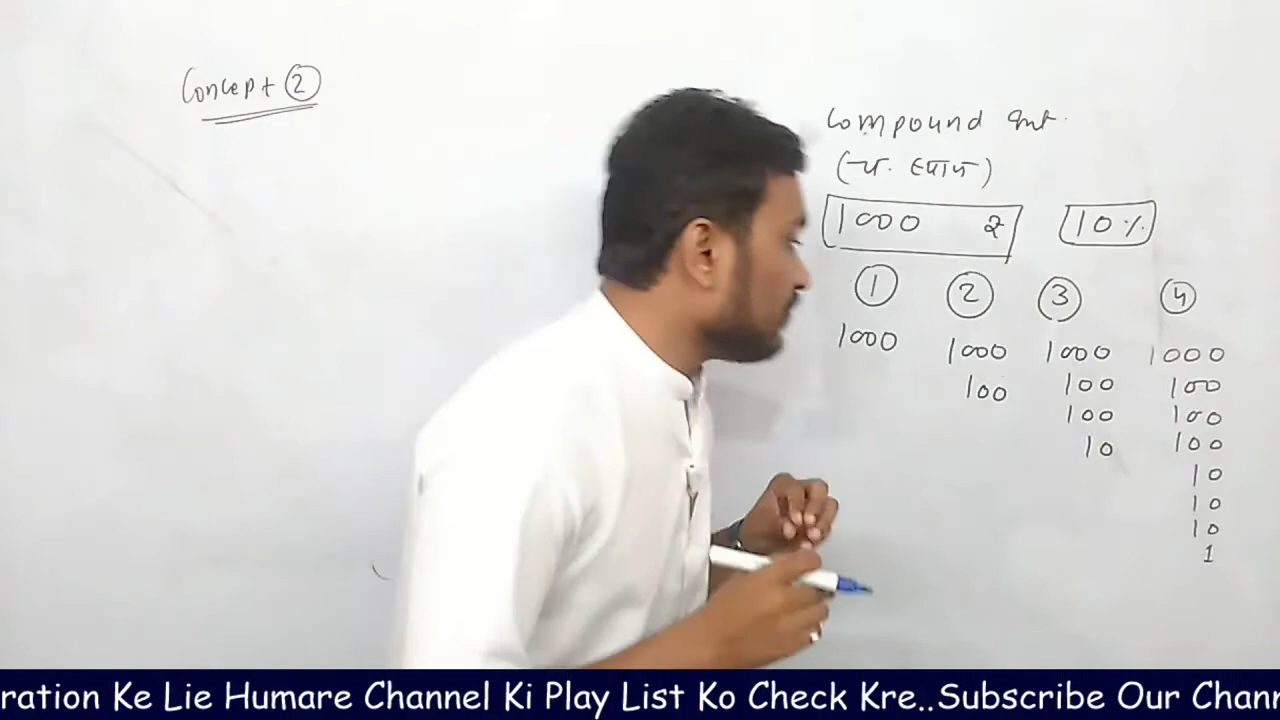 Concept ②
Compound Int.
(च. ब्याज)
1000 २ 10%
① ② ③ ④
1000 1000 1000 1000
100 100 100
100 100
10 100
10
10
10
1
ration Ke Lie Humare Channel Ki Play List Ko Check Kre..Subscribe Our Chann